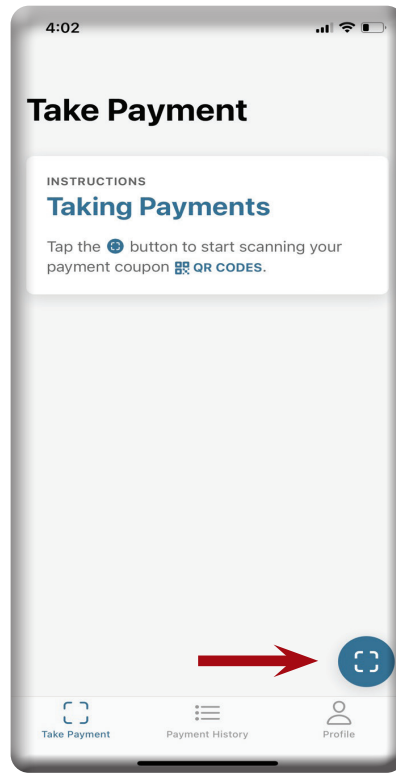 4:02
Take Payment
INSTRUCTIONS
Taking Payments
Tap the button to start scanning your
payment coupon QR CODES.
Take Payment Payment History Profile